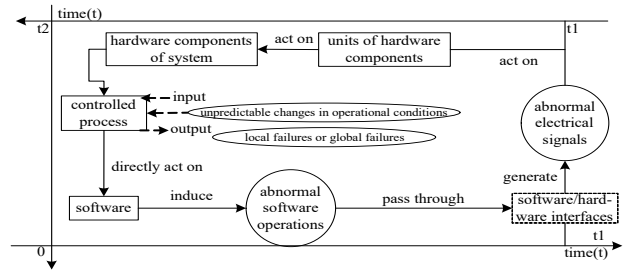 time(t)
t2
t1
hardware components
of system
act on
units of hardware
components
act on
controlled
process
input
unpredictable changes in operational conditions
output
local failures or global failures
abnormal
electrical
signals
directly act on
generate
software
induce
abnormal
software
operations
pass through
software/hard-
ware interfaces
t1
0
time(t)